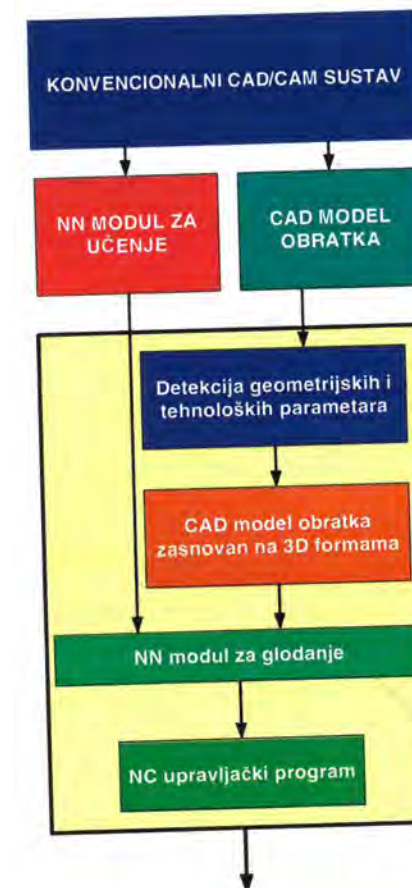 KONVENCIONALNI CAD/CAM SUSTAV
NN MODUL ZA
UČENJE
CAD MODEL
OBRATKA
Detekcija geometrijskih i
tehnoloških parametara
CAD model obratka
zasnovan na 3D formama
NN modul za glodanje
NC upravljački program